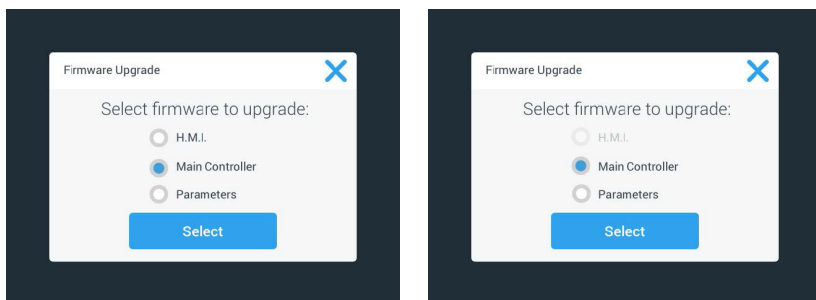 Firmware Upgrade
Select firmware to upgrade:
H.M.I.
Main Controller
Parameters
Select
Firmware Upgrade
Select firmware to upgrade:
H.M.I.
Main Controller
Parameters
Select